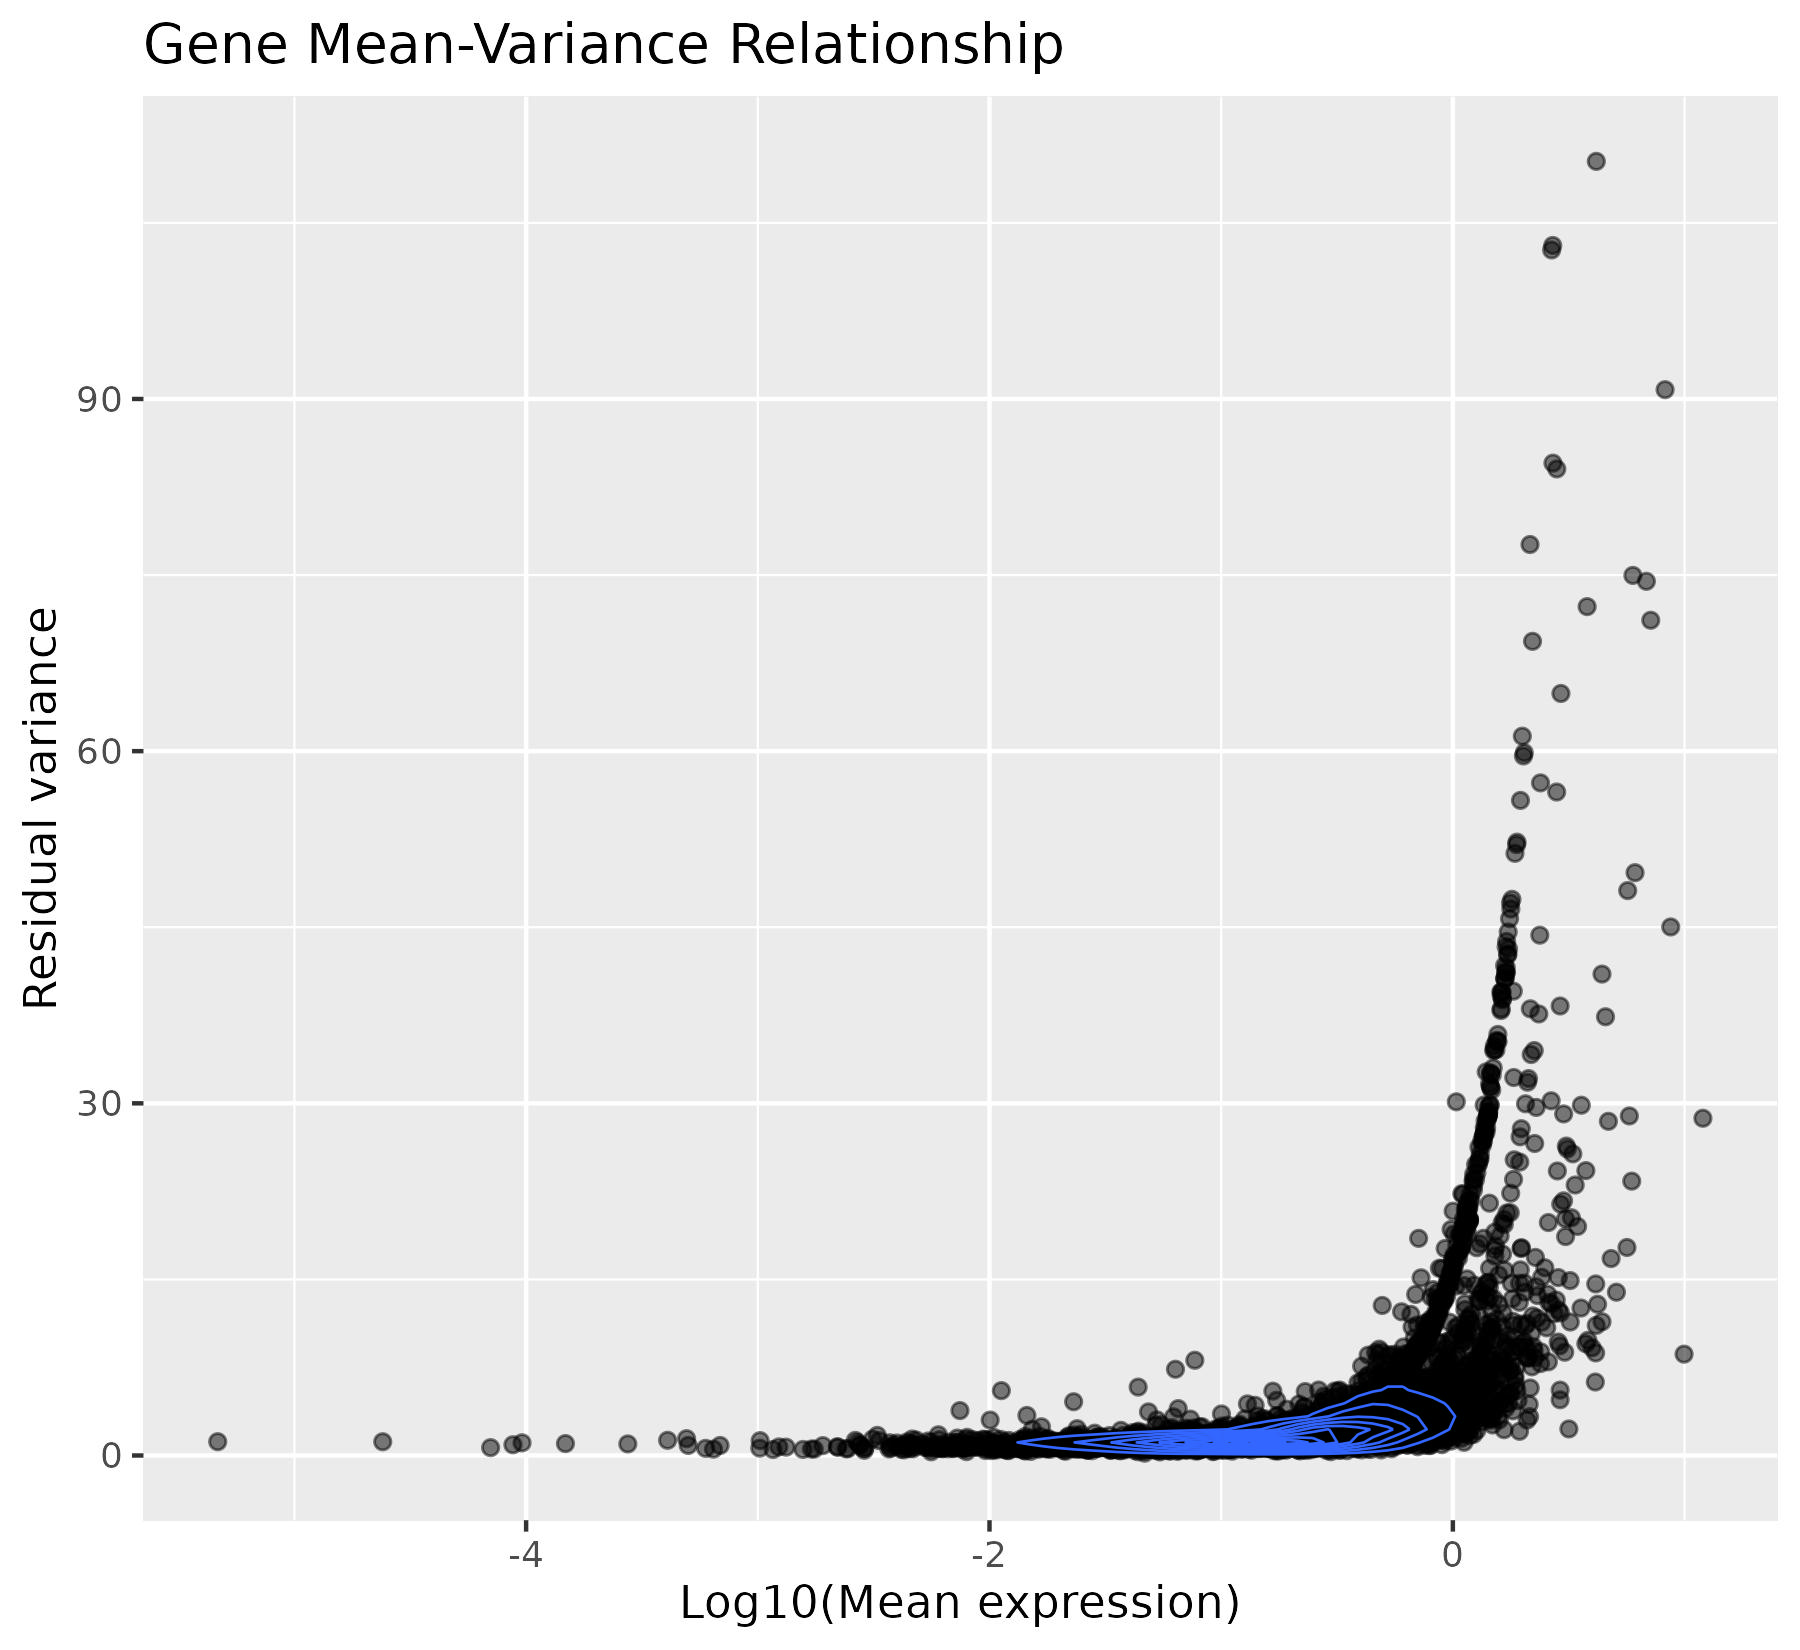 Gene Mean-Variance Relationship
Residual variance
90
60
30
0
-4
-2
0
Log10(Mean expression)